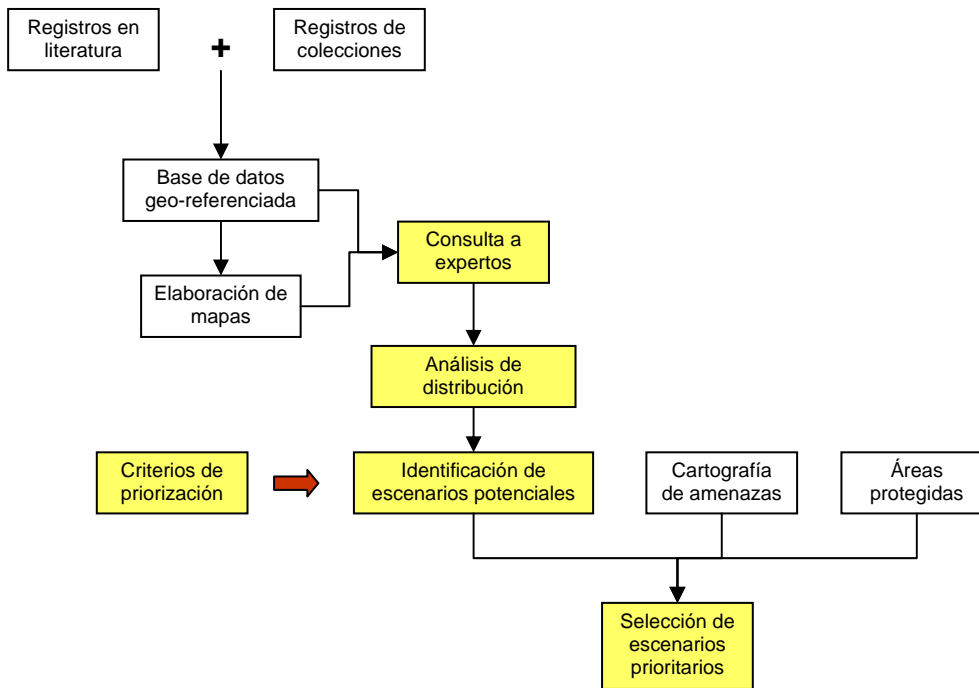 Registros en
literatura
+
Registros de
colecciones
Base de datos
geo-referenciada
Consulta a
expertos
Elaboración de
mapas
Análisis de
distribución
Criterios de
priorización
Identificación de
escenarios potenciales
Cartografía
de amenazas
Áreas
protegidas
Selección de
escenarios
prioritarios